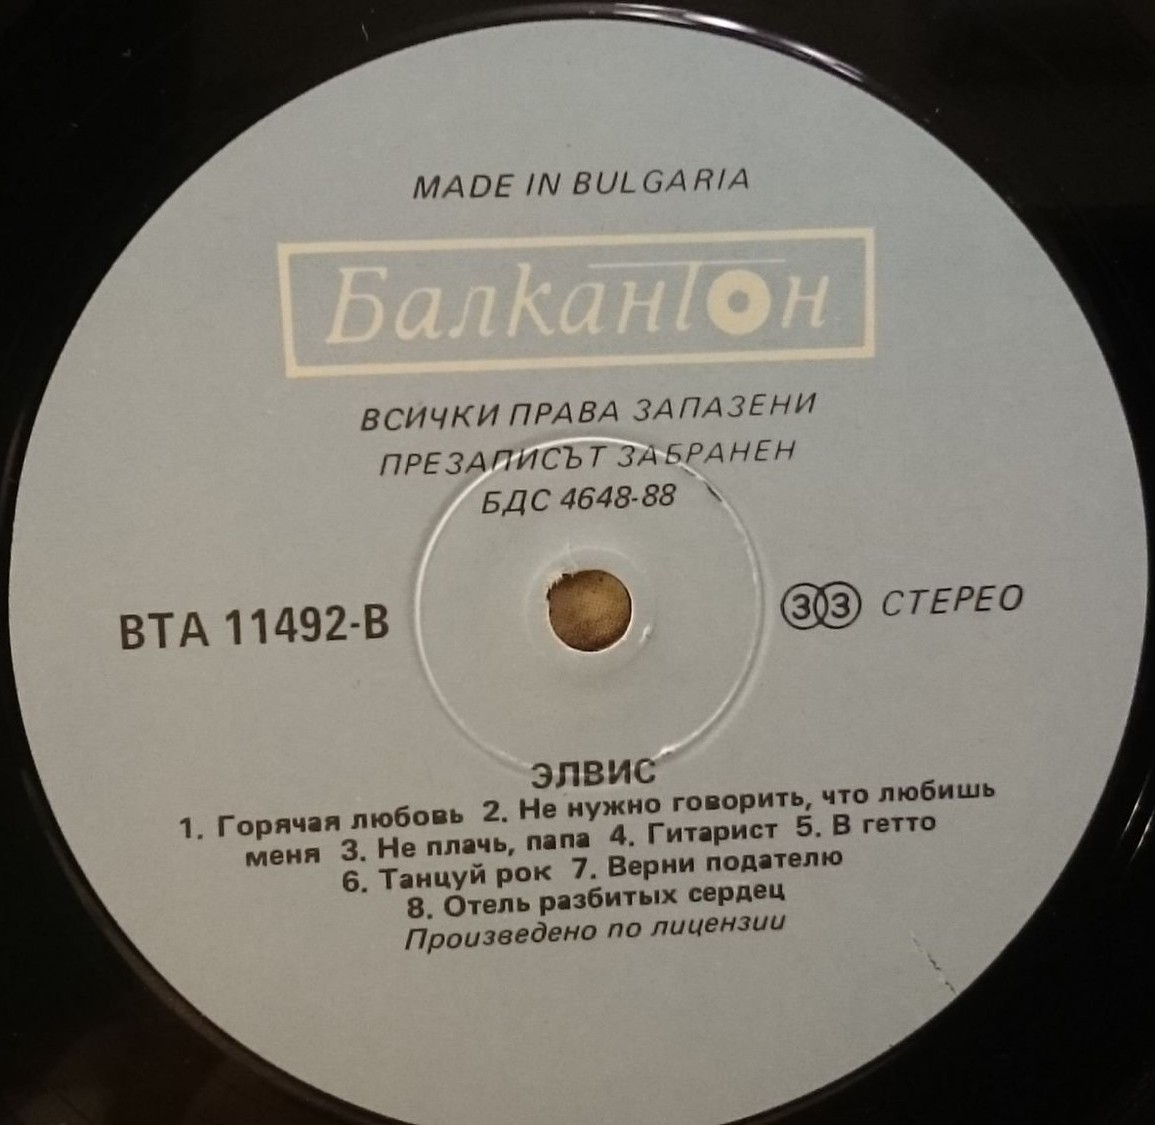 MADE IN BULGARIA
Балкантон
ВСИЧКИ ПРАВА ЗАПАЗЕНИ
ПРЕЗАПИСЪТ ЗАБРАНЕН
БДС 4648-88
ВТА 11492-В
33 СТЕРЕО
ЭЛВИС
1. Горячая любовь 2. Не нужно говорить, что любишь
меня 3. Не плачь, папа 4. Гитарист 5. В гетто
6. Танцуй рок 7. Верни подателю
8. Отель разбитых сердец
Произведено по лицензии